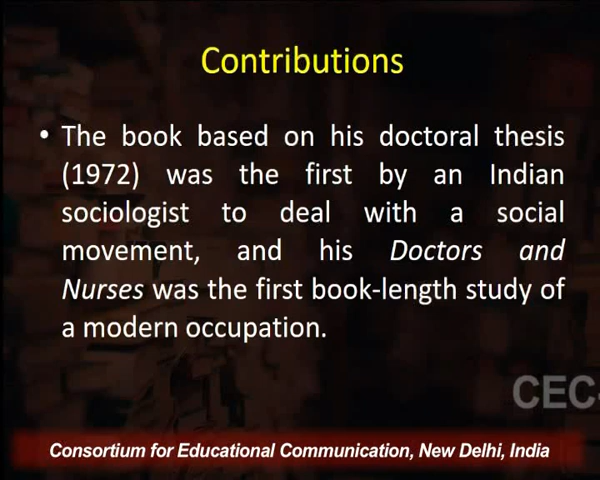 Contributions
• The book based on his doctoral thesis
(1972) was the first by an Indian
sociologist to deal with a social
movement, and his Doctors and
Nurses was the first book-length study of
a modern occupation.
CEC-
Consortium for Educational Communication, New Delhi, India